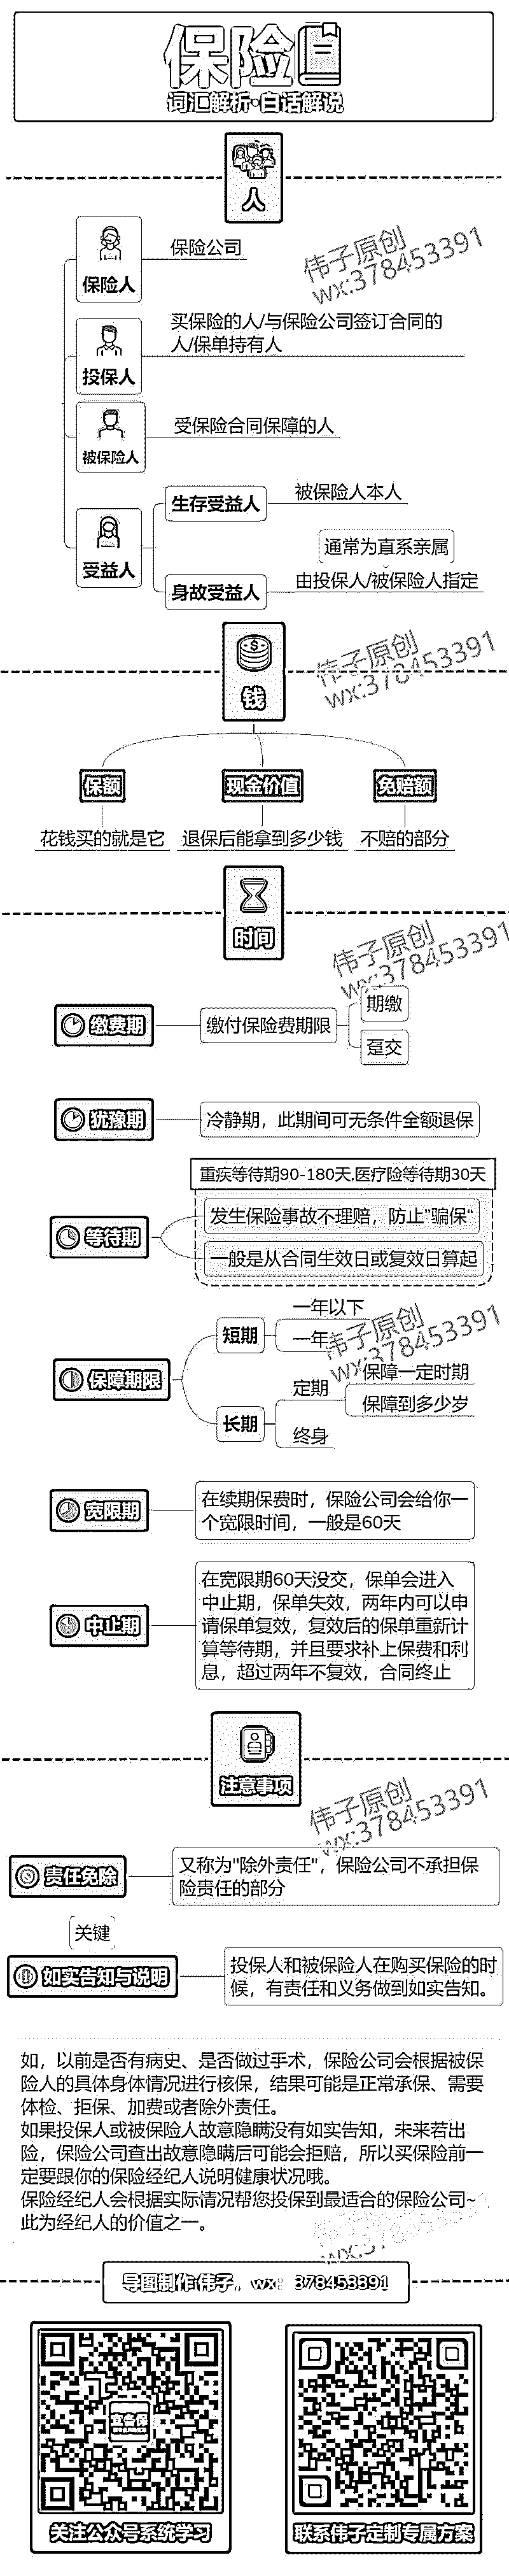 保险
词汇解析·白话解说
人
伟子原创
wx:378453391
保险人
保险公司
投保人
买保险的人/与保险公司签订合同的
人/保单持有人
被保险人
受保险合同保障的人
受益人
生存受益人
被保险人本人
通常为直系亲属
身故受益人
由投保人/被保险人指定
伟子原创
wx:378453391
钱
保额
现金价值
免赔额
花钱买的就是它
退保后能拿到多少钱
不赔的部分
时间
伟子原创
wx:378453391
缴费期
缴付保险费期限
期缴
趸交
犹豫期
冷静期，此期间可无条件全额退保
重疾等待期90-180天,医疗险等待期30天
等待期
发生保险事故不理赔，防止"骗保"
一般是从合同生效日或复效日算起
保障期限
短期
一年以下
一年
伟子原创
wx:378453391
长期
定期
保障一定时期
保障到多少岁
终身
宽限期
在续期保费时，保险公司会给你一
个宽限时间，一般是60天
中止期
在宽限期60天没交，保单会进入
中止期，保单失效，两年内可以申
请保单复效，复效后的保单重新计
算等待期，并且要求补上保费和利
息，超过两年不复效，合同终止
注意事项
伟子原创
wx:378453391
责任免除
又称为"除外责任"，保险公司不承担保
险责任的部分
关键
如实告知与说明
投保人和被保险人在购买保险的时
候，有责任和义务做到如实告知。
如，以前是否有病史、是否做过手术，保险公司会根据被保
险人的具体身体情况进行核保，结果可能是正常承保、需要
体检、拒保、加费或者除外责任。
如果投保人或被保险人故意隐瞒没有如实告知，未来若出
险，保险公司查出故意隐瞒后可能会拒赔，所以买保险前一
定要跟你的保险经纪人说明健康状况哦。
保险经纪人会根据实际情况帮您投保到最适合的保险公司~
此为经纪人的价值之一。
wx:378453391
导图制作伟子，wx：378453391
关注公众号系统学习
联系伟子定制专属方案